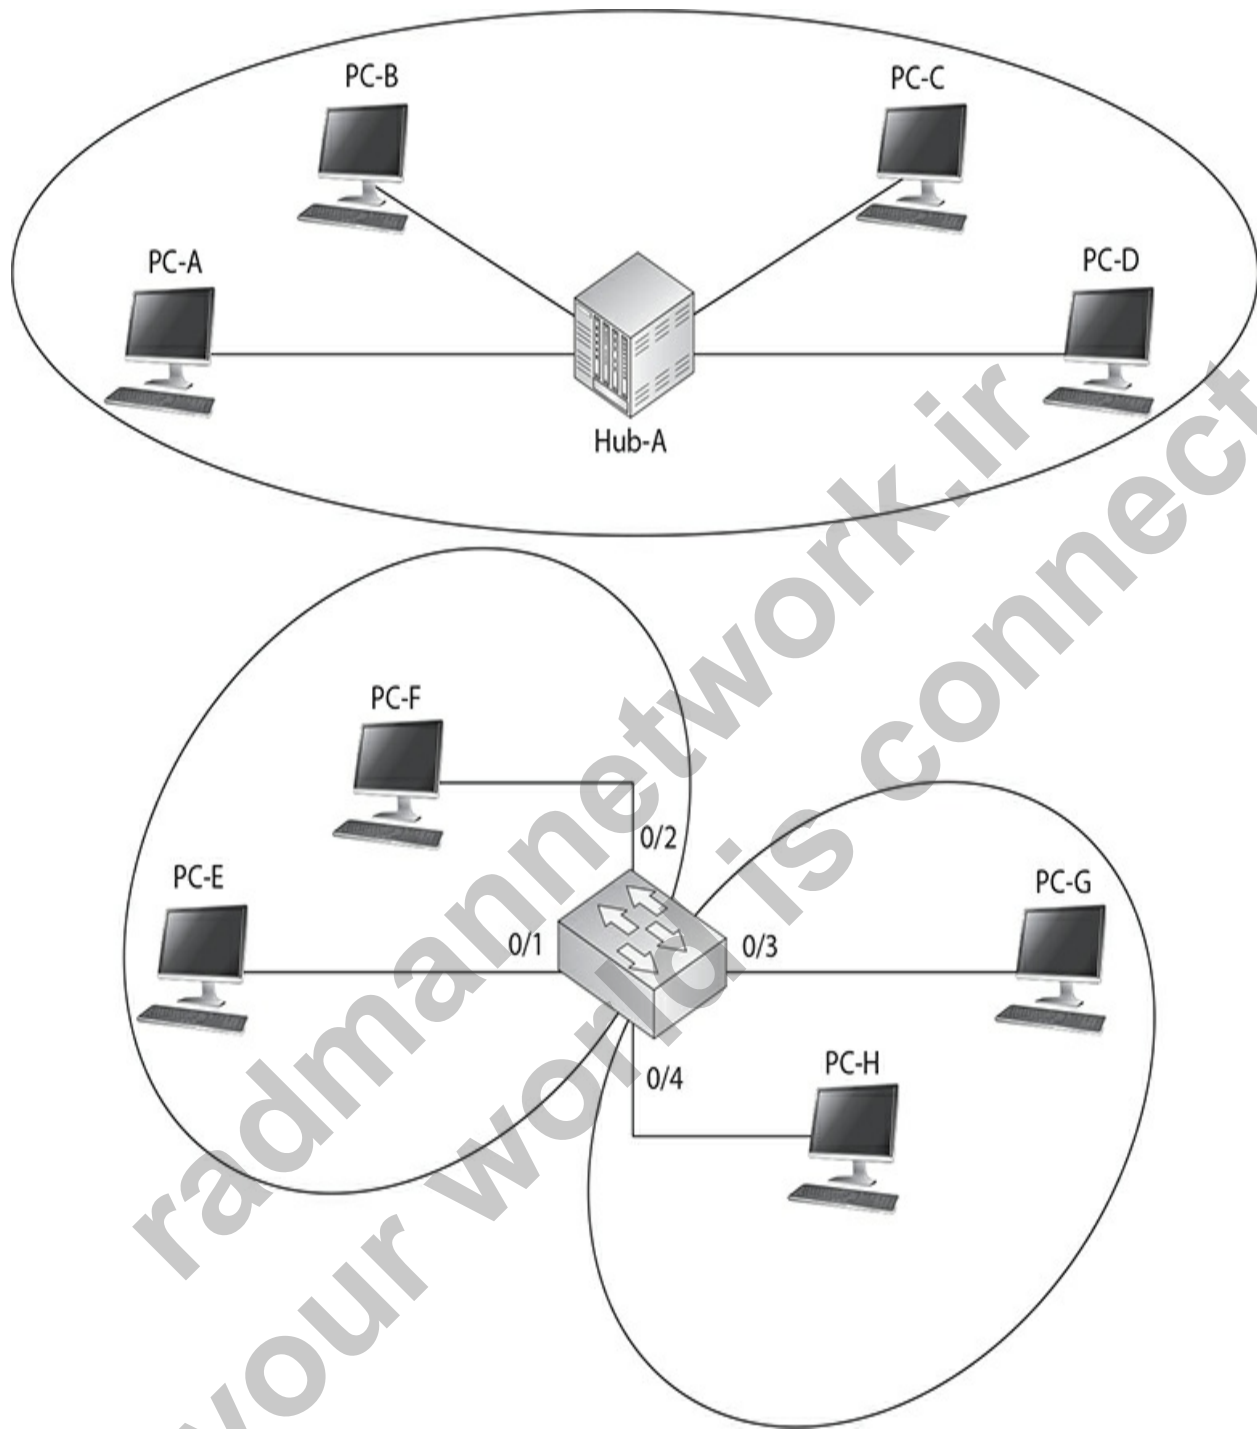 PC-B
PC-C
PC-A
PC-D
Hub-A
PC-F
0/2
PC-E
PC-G
0/1
0/3
PC-H
0/4
radmannetwork.ir
your world is connect